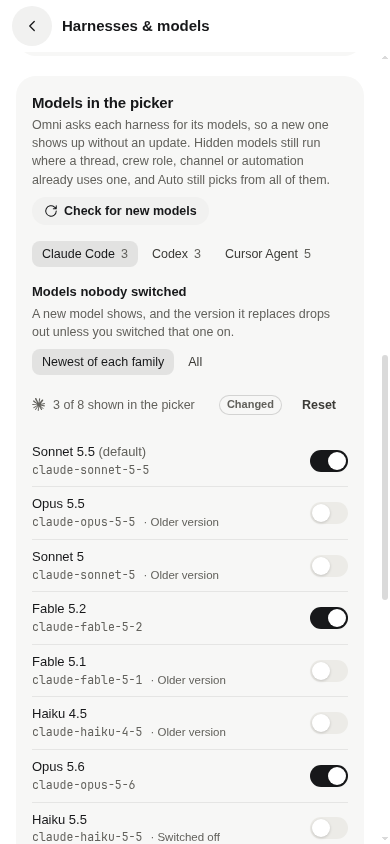 Harnesses & models
Models in the picker
Omni asks each harness for its models, so a new one
shows up without an update. Hidden models still run
where a thread, crew role, channel or automation
already uses one, and Auto still picks from all of them.
Check for new models
Claude Code 3 Codex 3 Cursor Agent 5
Models nobody switched
A new model shows, and the version it replaces drops
out unless you switched that one on.
Newest of each family All
3 of 8 shown in the picker Changed Reset
Sonnet 5.5 (default)
claude-sonnet-5-5
Opus 5.5
claude-opus-5-5 · Older version
Sonnet 5
claude-sonnet-5 · Older version
Fable 5.2
claude-fable-5-2
Fable 5.1
claude-fable-5-1 · Older version
Haiku 4.5
claude-haiku-4-5 · Older version
Opus 5.6
claude-opus-5-6
Haiku 5.5
claude-haiku-5-5 · Switched off